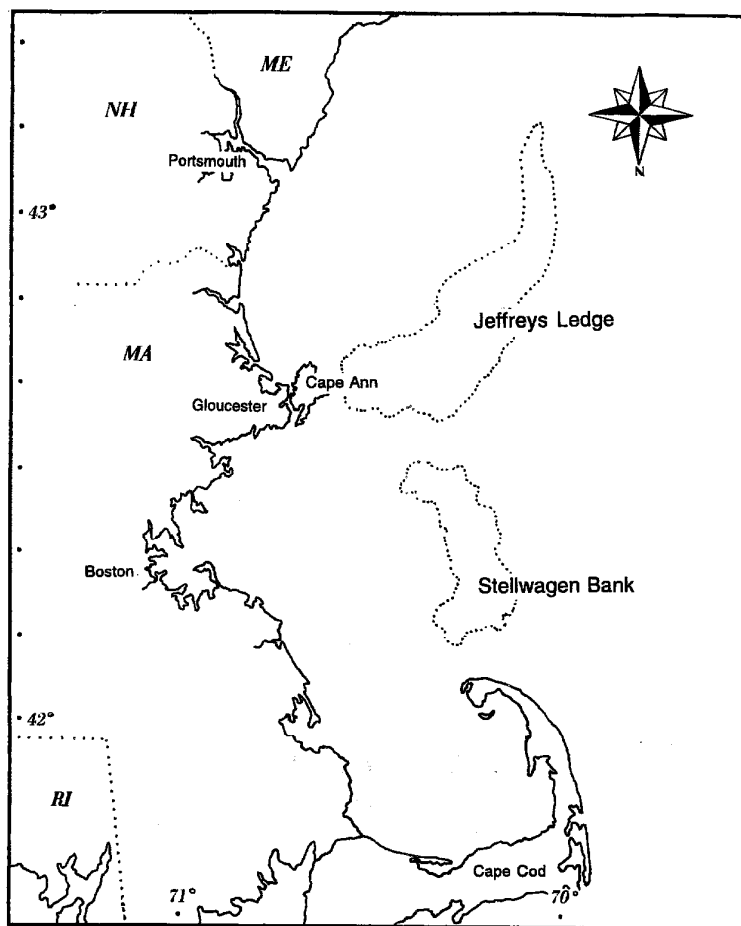 ME
NH
Portsmouth
N
43°
Jeffreys Ledge
MA
Cape Ann
Gloucester
Boston
Stellwagen Bank
42°
RI
Cape Cod
71°
70°